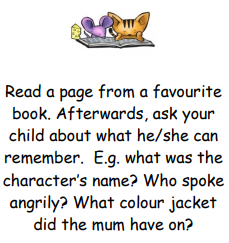 Read a page from a favourite
book. Afterwards, ask your
child about what he/she can
remember.  E.g. what was the
character’s name? Who spoke
angrily? What colour jacket
did the mum have on?